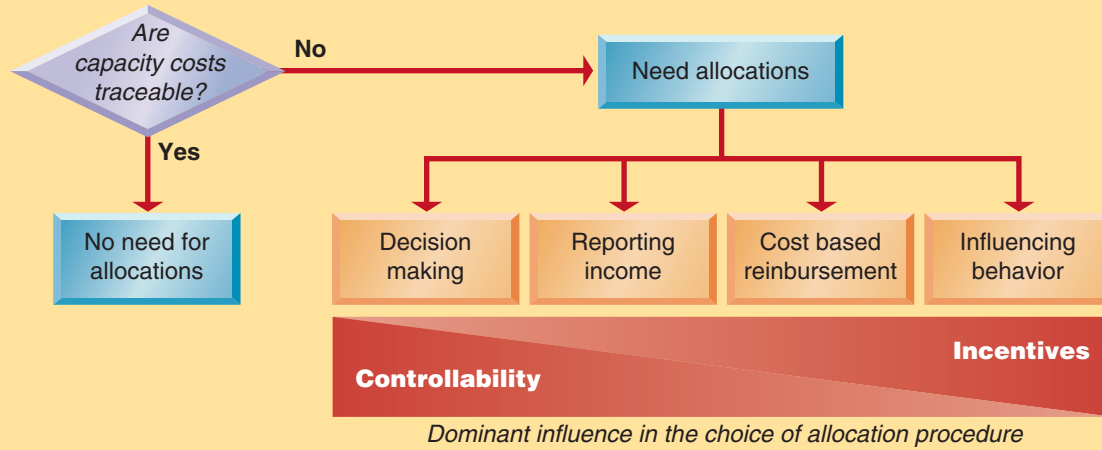 Are
capacity costs
traceable?
No
Need allocations
Yes
No need for
allocations
Decision
making
Reporting
income
Cost based
reimbursement
Influencing
behavior
Incentives
Controllability
Dominant influence in the choice of allocation procedure